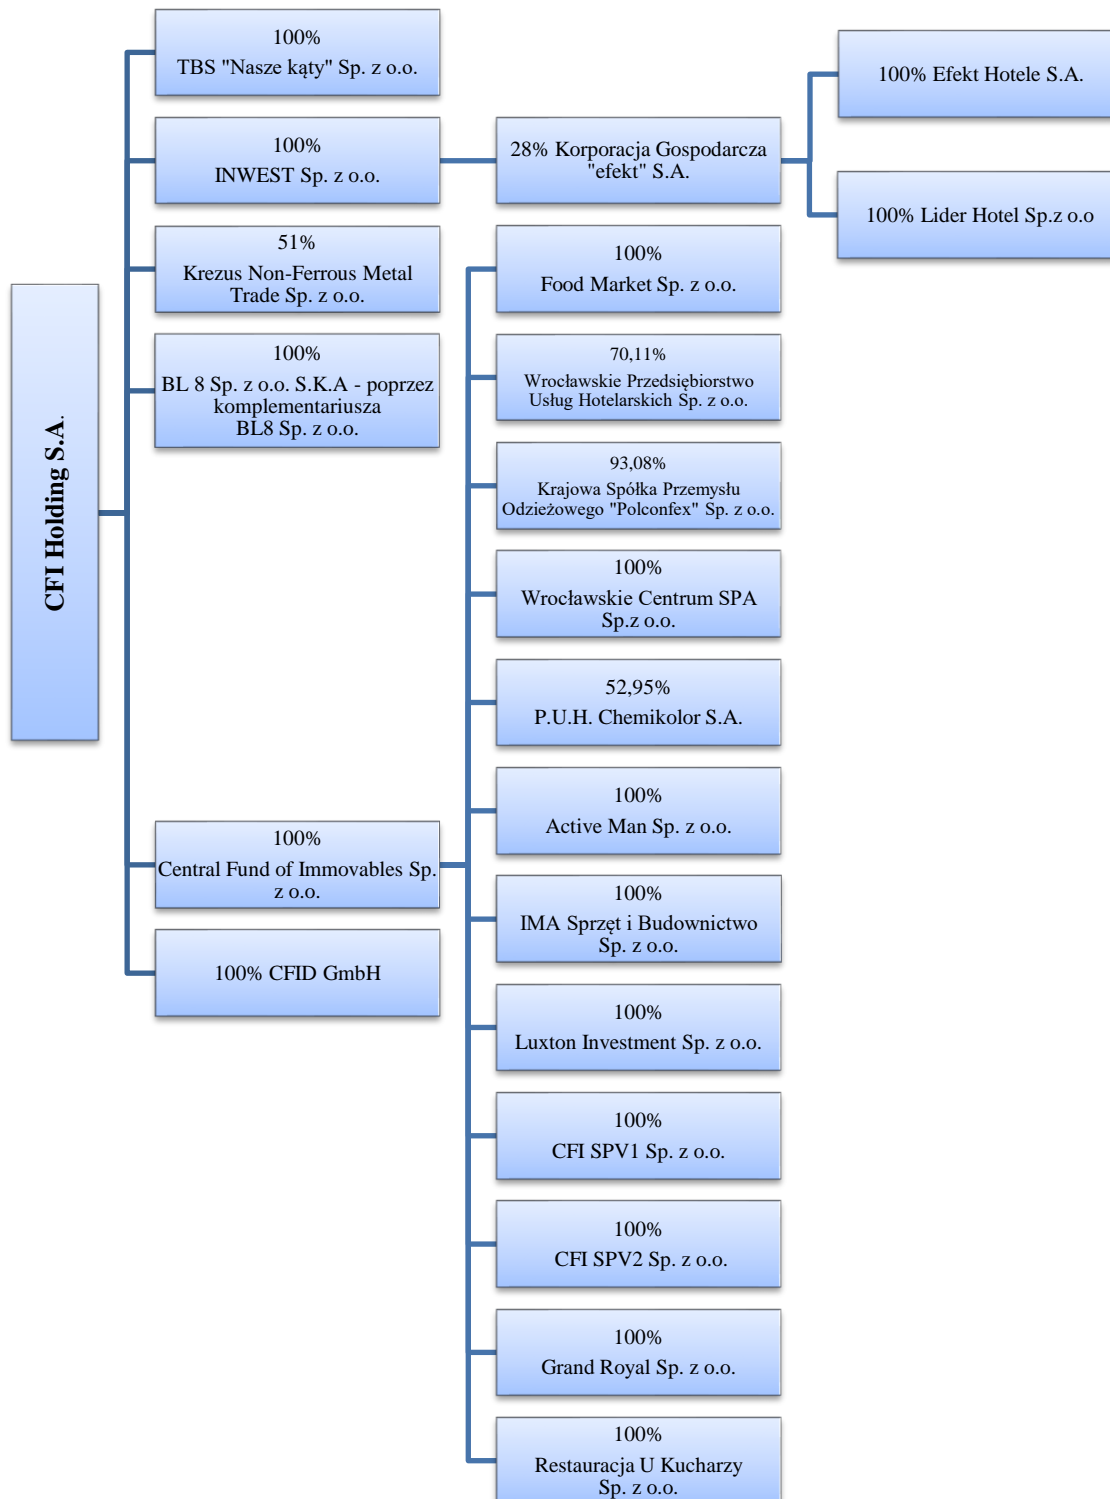 CFI Holding S.A.
100%
TBS "Nasze kąty" Sp. z o.o.
100%
INWEST Sp. z o.o.
28% Korporacja Gospodarcza
"efekt" S.A.
100% Efekt Hotele S.A.
100% Lider Hotel Sp.z o.o
51%
Krezus Non-Ferrous Metal
Trade Sp. z o.o.
100%
BL 8 Sp. z o.o. S.K.A - poprzez
komplementariusza
BL8 Sp. z o.o.
100%
Central Fund of Immovables Sp.
z o.o.
100%
Food Market Sp. z o.o.
70,11%
Wrocławskie Przedsiębiorstwo
Usług Hotelarskich Sp. z o.o.
93,08%
Krajowa Spółka Przemysłu
Odzieżowego "Polconfex" Sp. z o.o.
100%
Wrocławskie Centrum SPA
Sp.z o.o.
52,95%
P.U.H. Chemikolor S.A.
100%
Active Man Sp. z o.o.
100%
IMA Sprzęt i Budownictwo
Sp. z o.o.
100%
Luxton Investment Sp. z o.o.
100%
CFI SPV1 Sp. z o.o.
100%
CFI SPV2 Sp. z o.o.
100%
Grand Royal Sp. z o.o.
100%
Restauracja U Kucharzy
Sp. z o.o.
100% CFID GmbH